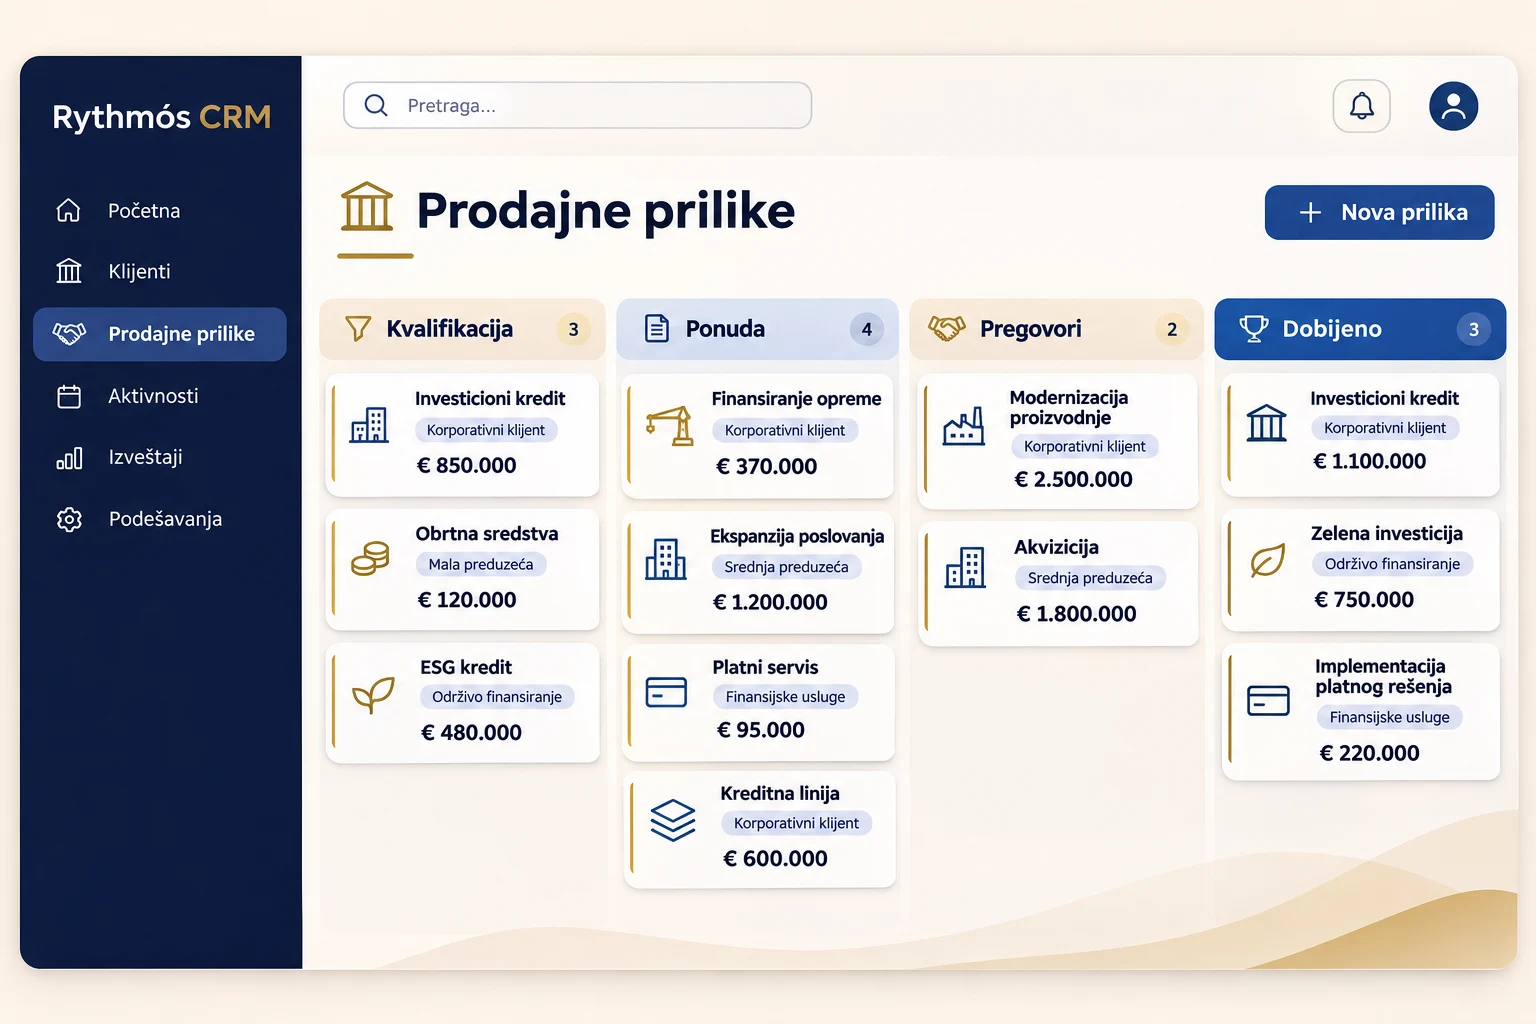 Rythmós CRM
Početna
Klijenti
Prodajne prilike
Aktivnosti
Izveštaji
Podešavanja
Pretraga...
Prodajne prilike
+ Nova prilika
Kvalifikacija 3
Investicioni kredit
Korporativni klijent
€ 850.000
Obrtna sredstva
Mala preduzeća
€ 120.000
ESG kredit
Održivo finansiranje
€ 480.000
Ponuda 4
Finansiranje opreme
Korporativni klijent
€ 370.000
Ekspanzija poslovanja
Srednja preduzeća
€ 1.200.000
Platni servis
Finansijske usluge
€ 95.000
Kreditna linija
Korporativni klijent
€ 600.000
Pregovori 2
Modernizacija
proizvodnje
Korporativni klijent
€ 2.500.000
Akvizicija
Srednja preduzeća
€ 1.800.000
Dobijeno 3
Investicioni kredit
Korporativni klijent
€ 1.100.000
Zelena investicija
Održivo finansiranje
€ 750.000
Implementacija
platnog rešenja
Finansijske usluge
€ 220.000